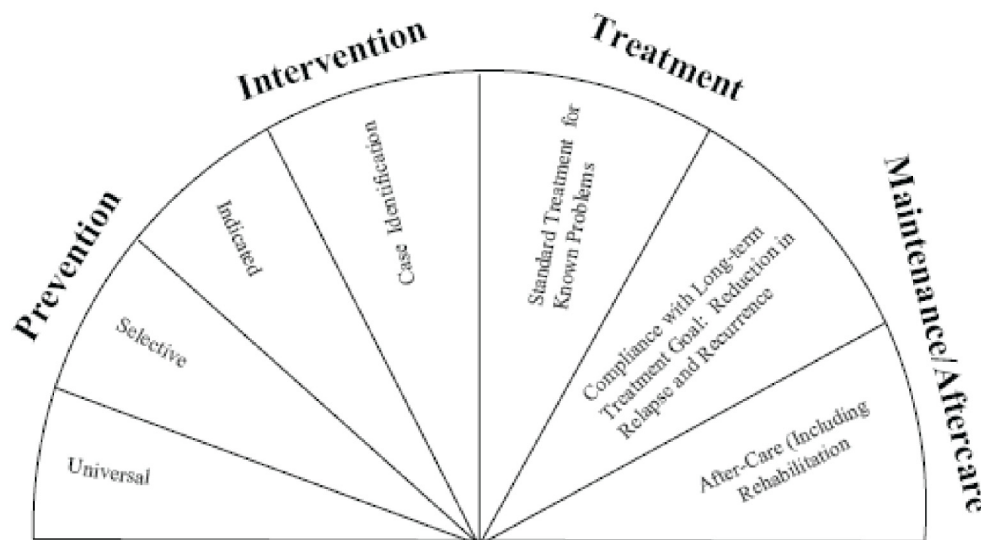 Prevention
Intervention
Treatment
Maintenance/Aftercare
Universal
Selective
Indicated
Case Identification
Standard Treatment for
Known Problems
Compliance with Long-term
Treatment Goal: Reduction in
Relapse and Recurrence
After-Care (Including
Rehabilitation